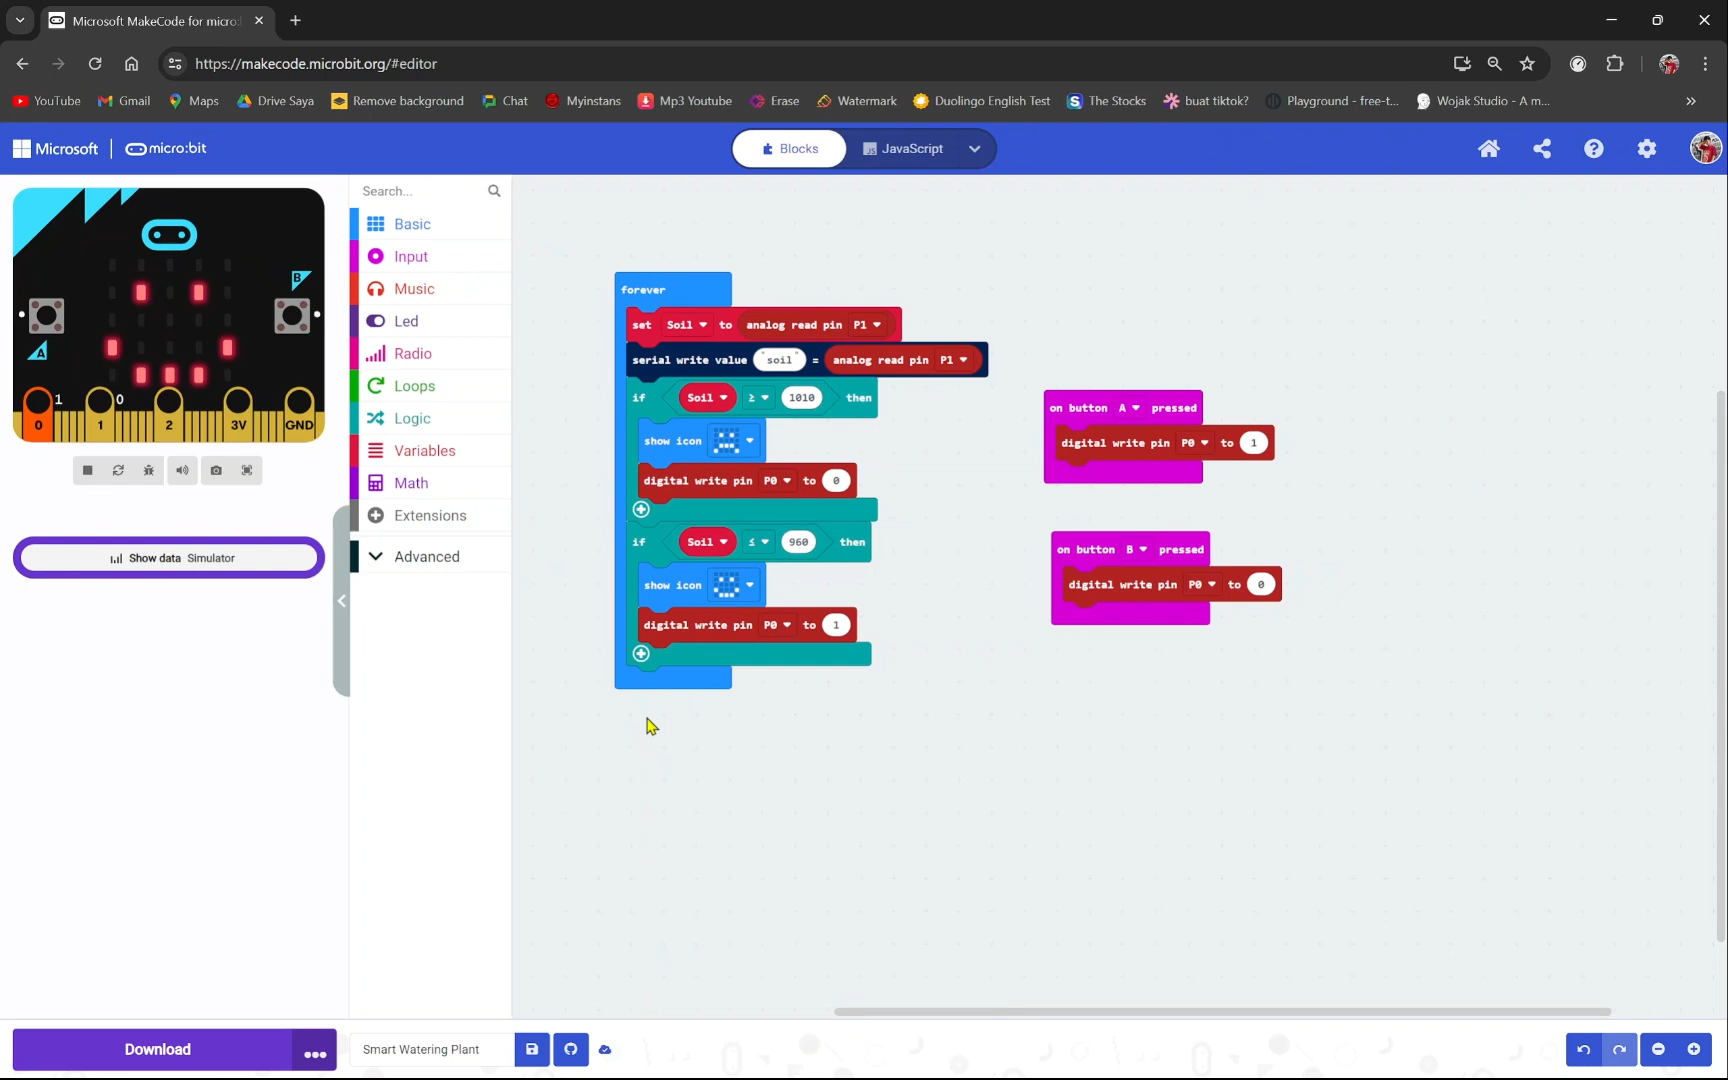 Microsoft MakeCode for micro:
https://makecode.microbit.org/#editor
YouTube
Gmail
Maps
Drive Saya
Remove background
Chat
Myinstans
Mp3 Youtube
Erase
Watermark
Duolingo English Test
The Stocks
buat tiktok?
Playground - free-t...
Wojak Studio - A m...
Microsoft
micro:bit
Blocks
JavaScript
Search...
Basic
Input
Music
Led
Radio
Loops
Logic
Variables
Math
Extensions
Advanced
B
A
1
0
0
1
2
3V
GND
Show data Simulator
forever
set Soil to analog read pin P1
serial write value "soil" = analog read pin P1
if Soil ≥ 1010 then
show icon
digital write pin P0 to 0
if Soil ≤ 960 then
show icon
digital write pin P0 to 1
on button A pressed
digital write pin P0 to 1
on button B pressed
digital write pin P0 to 0
Download
...
Smart Watering Plant